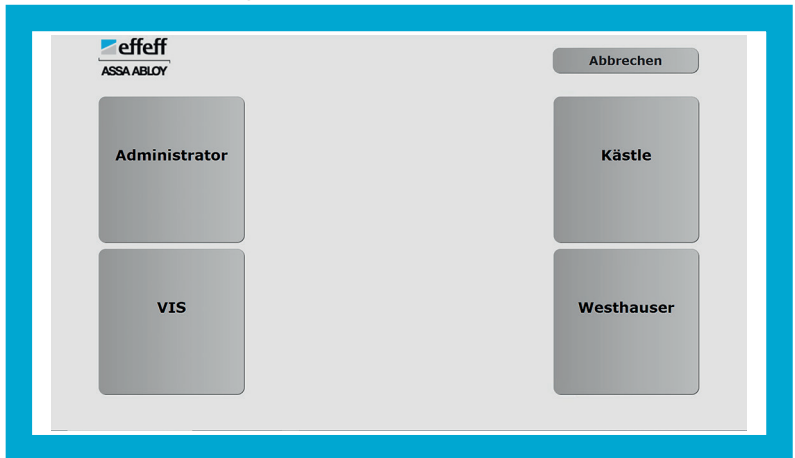 effeff
ASSA ABLOY
Abbrechen
Administrator
Kästle
VIS
Westhauser